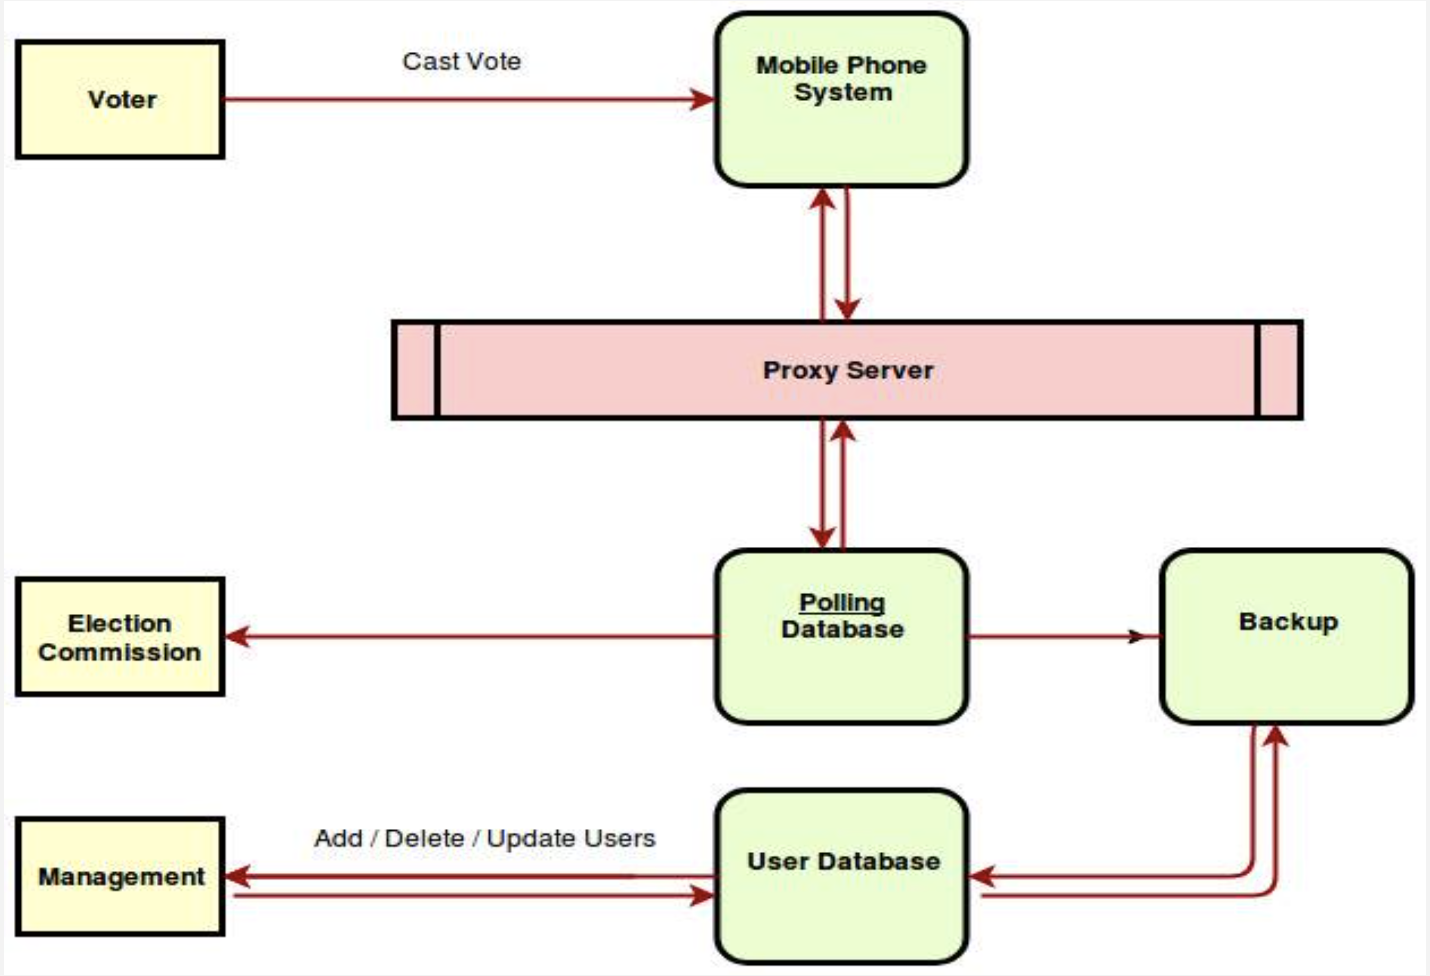 Voter
Cast Vote
Mobile Phone
System
Proxy Server
Election
Commission
Polling
Database
Backup
Management
Add / Delete / Update Users
User Database